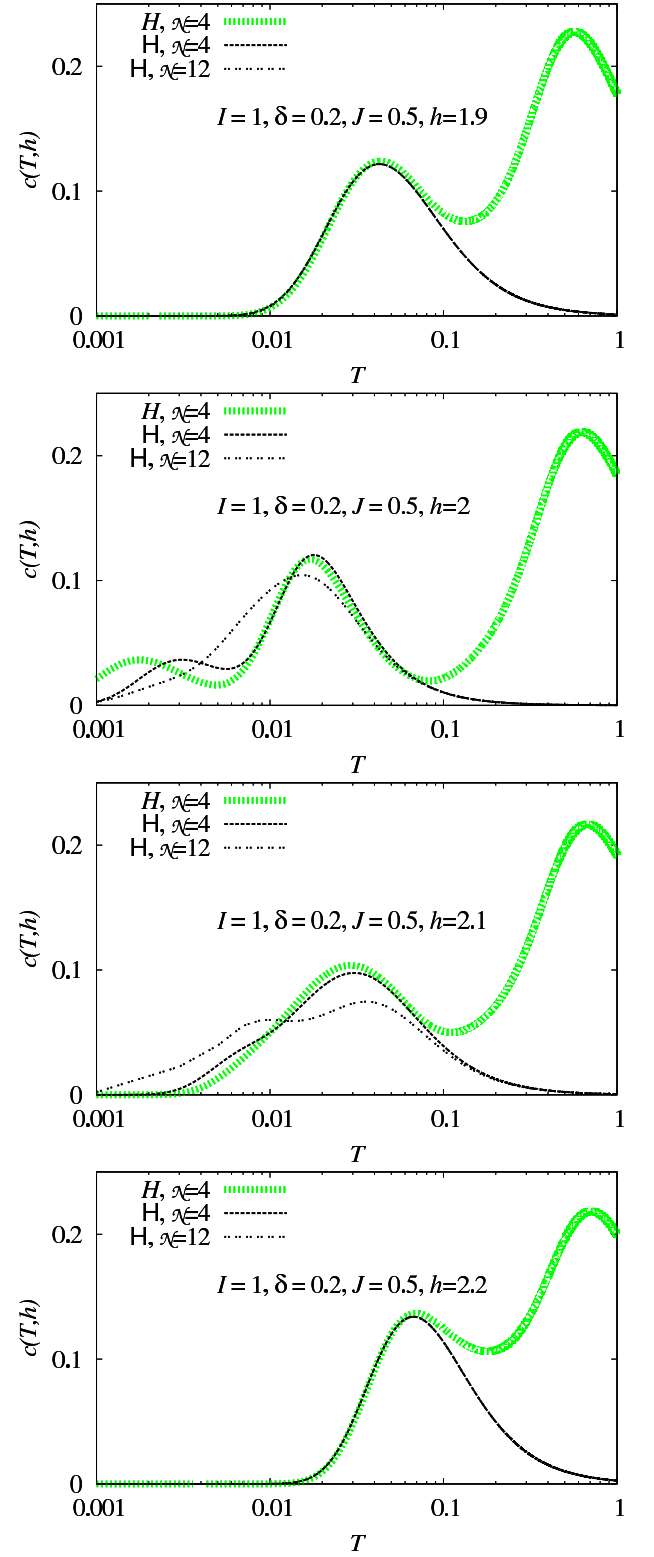 H, 𝒩=4
H, 𝒩=4
H, 𝒩=12
I = 1, δ = 0.2, J = 0.5, h=1.9
c(T,h)
0.2
0.1
0
0.001 0.01 0.1 1
T
H, 𝒩=4
H, 𝒩=4
H, 𝒩=12
I = 1, δ = 0.2, J = 0.5, h=2
c(T,h)
0.2
0.1
0
0.001 0.01 0.1 1
T
H, 𝒩=4
H, 𝒩=4
H, 𝒩=12
I = 1, δ = 0.2, J = 0.5, h=2.1
c(T,h)
0.2
0.1
0
0.001 0.01 0.1 1
T
H, 𝒩=4
H, 𝒩=4
H, 𝒩=12
I = 1, δ = 0.2, J = 0.5, h=2.2
c(T,h)
0.2
0.1
0
0.001 0.01 0.1 1
T